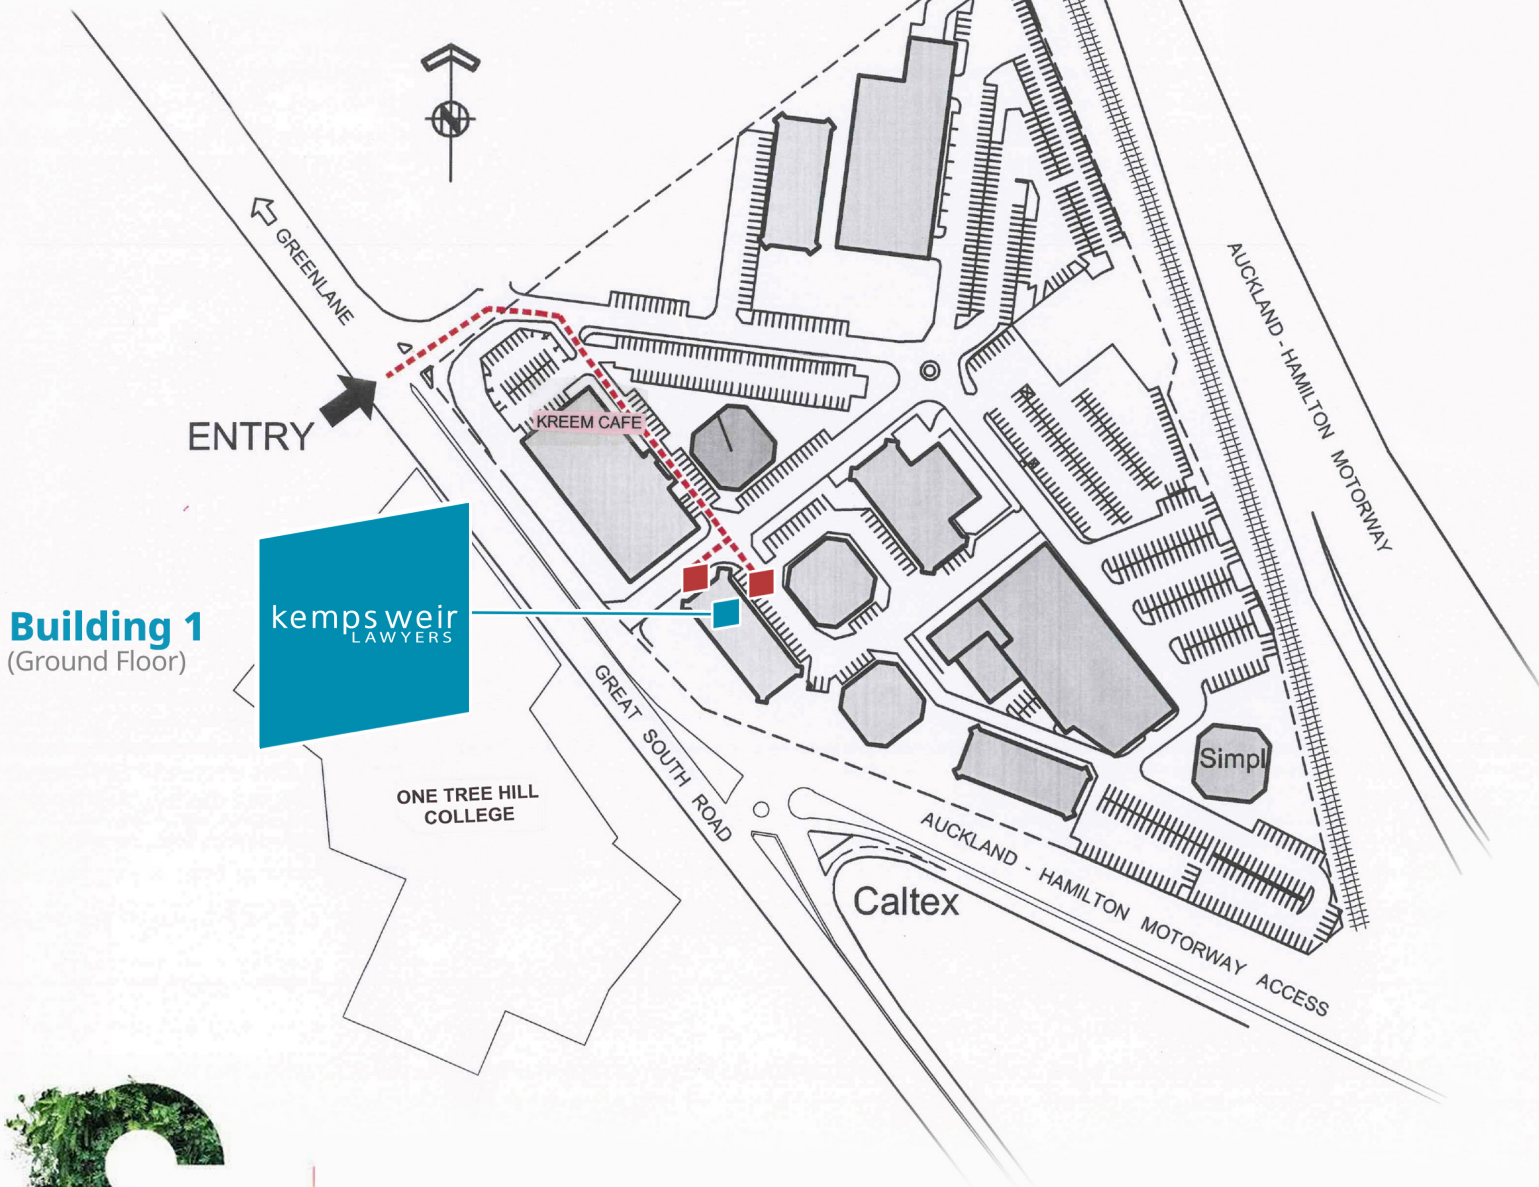 N
GREENLANE
ENTRY
KREEM CAFE
AUCKLAND - HAMILTON MOTORWAY
Building 1
(Ground Floor)
kemps weir
LAWYERS
GREAT SOUTH ROAD
ONE TREE HILL
COLLEGE
Simpl
AUCKLAND - HAMILTON MOTORWAY ACCESS
Caltex